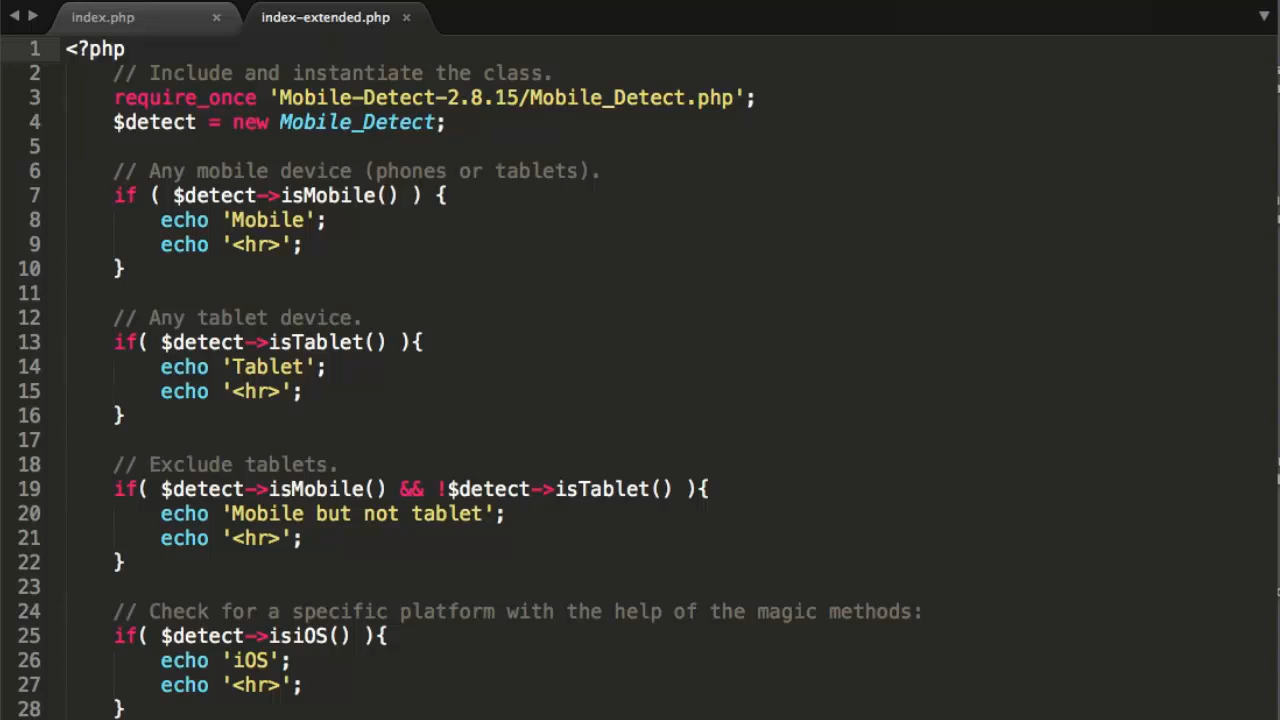 index.php × index-extended.php ×
1 <?php
2     // Include and instantiate the class.
3     require_once 'Mobile-Detect-2.8.15/Mobile_Detect.php';
4     $detect = new Mobile_Detect;
5
6     // Any mobile device (phones or tablets).
7     if ( $detect->isMobile() ) {
8         echo 'Mobile';
9         echo '<hr>';
10     }
11
12     // Any tablet device.
13     if( $detect->isTablet() ){
14         echo 'Tablet';
15         echo '<hr>';
16     }
17
18     // Exclude tablets.
19     if( $detect->isMobile() && !$detect->isTablet() ){
20         echo 'Mobile but not tablet';
21         echo '<hr>';
22     }
23
24     // Check for a specific platform with the help of the magic methods:
25     if( $detect->isiOS() ){
26         echo 'iOS';
27         echo '<hr>';
28     }